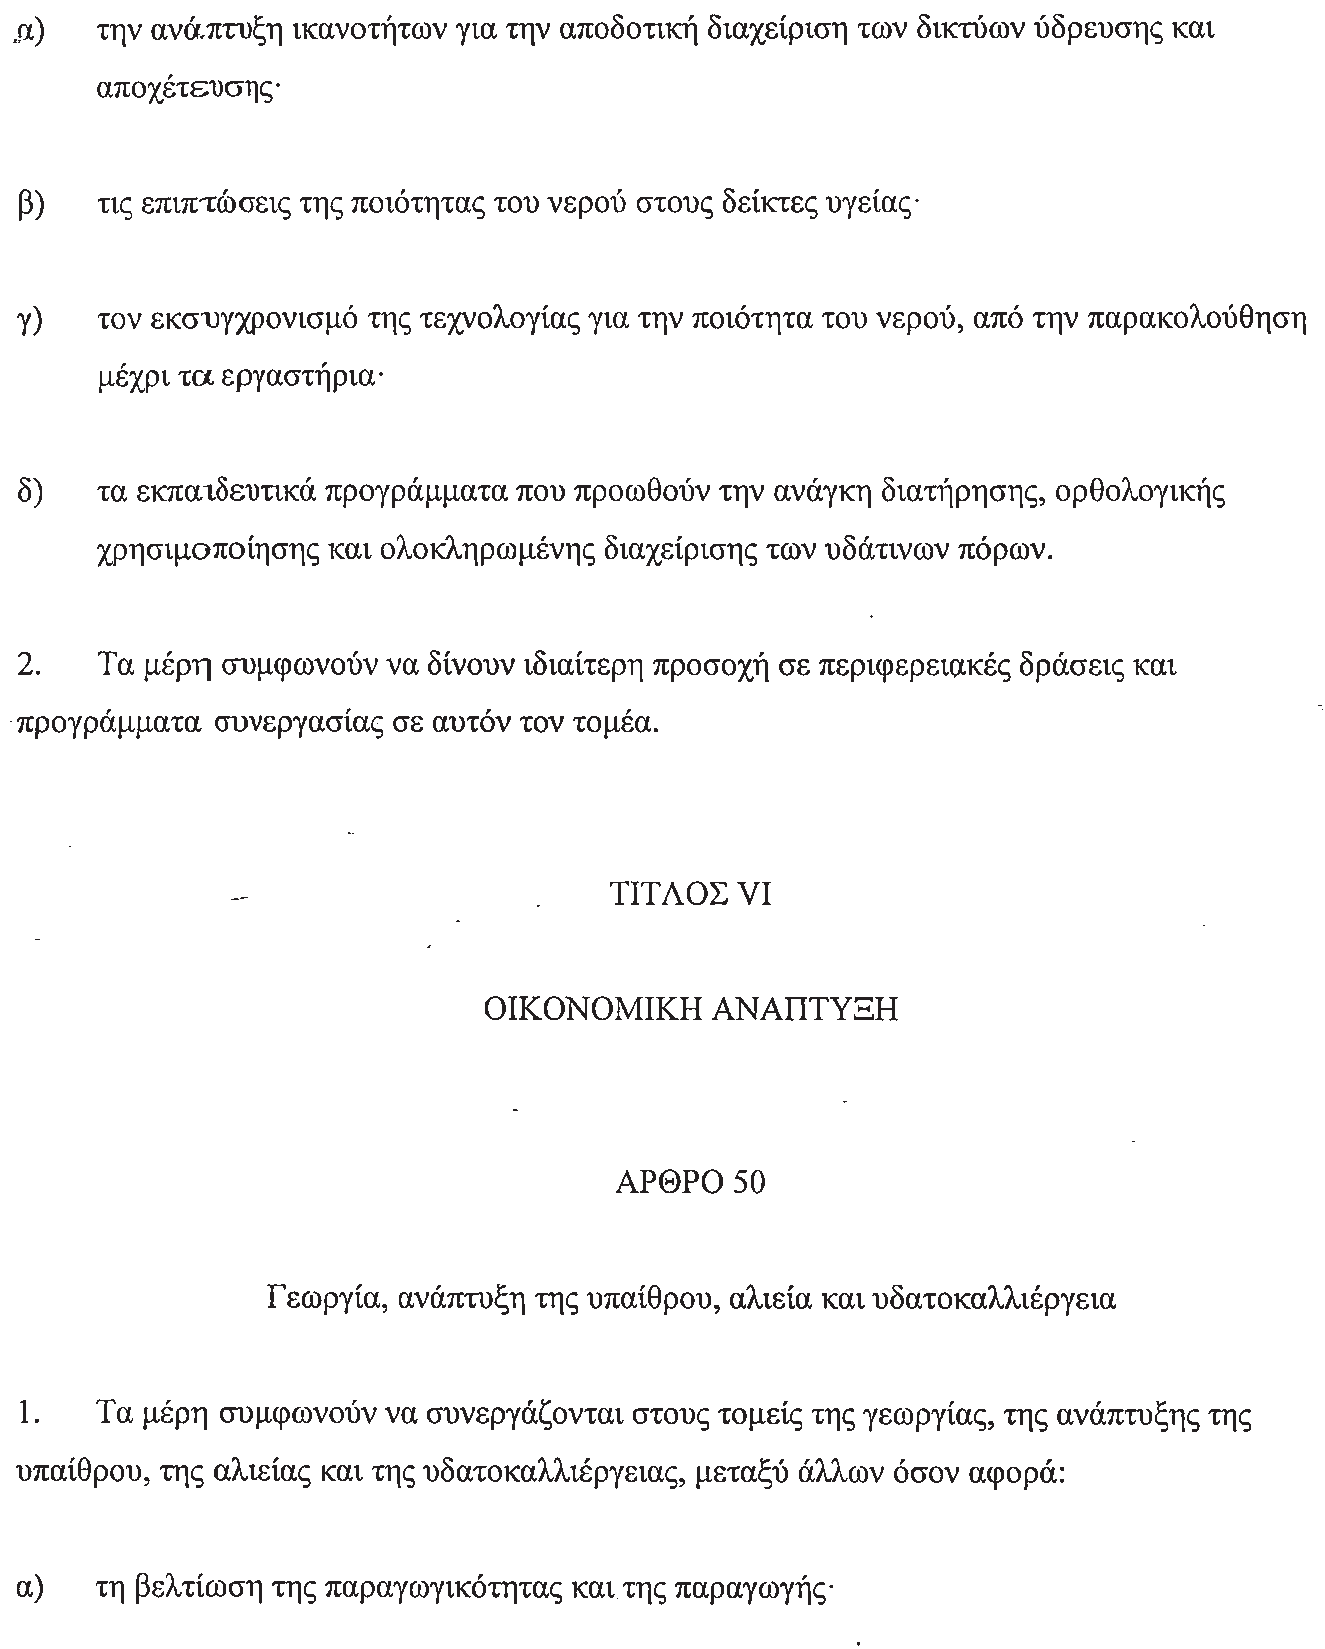 α) την ανάπτυξη ικανοτήτων για την αποδοτική διαχείριση των δικτύων ύδρευσης και
αποχέτευσης·
β) τις επιπτώσεις της ποιότητας του νερού στους δείκτες υγείας·
γ) τον εκσυγχρονισμό της τεχνολογίας για την ποιότητα του νερού, από την παρακολούθηση
μέχρι τα εργαστήρια·
δ) τα εκπαιδευτικά προγράμματα που προωθούν την ανάγκη διατήρησης, ορθολογικής
χρησιμοποίησης και ολοκληρωμένης διαχείρισης των υδάτινων πόρων.
2. Τα μέρη συμφωνούν να δίνουν ιδιαίτερη προσοχή σε περιφερειακές δράσεις και
προγράμματα συνεργασίας σε αυτόν τον τομέα.
ΤΙΤΛΟΣ VI
ΟΙΚΟΝΟΜΙΚΗ ΑΝΑΠΤΥΞΗ
ΑΡΘΡΟ 50
Γεωργία, ανάπτυξη της υπαίθρου, αλιεία και υδατοκαλλιέργεια
1. Τα μέρη συμφωνούν να συνεργάζονται στους τομείς της γεωργίας, της ανάπτυξης της
υπαίθρου, της αλιείας και της υδατοκαλλιέργειας, μεταξύ άλλων όσον αφορά:
α) τη βελτίωση της παραγωγικότητας και της παραγωγής·